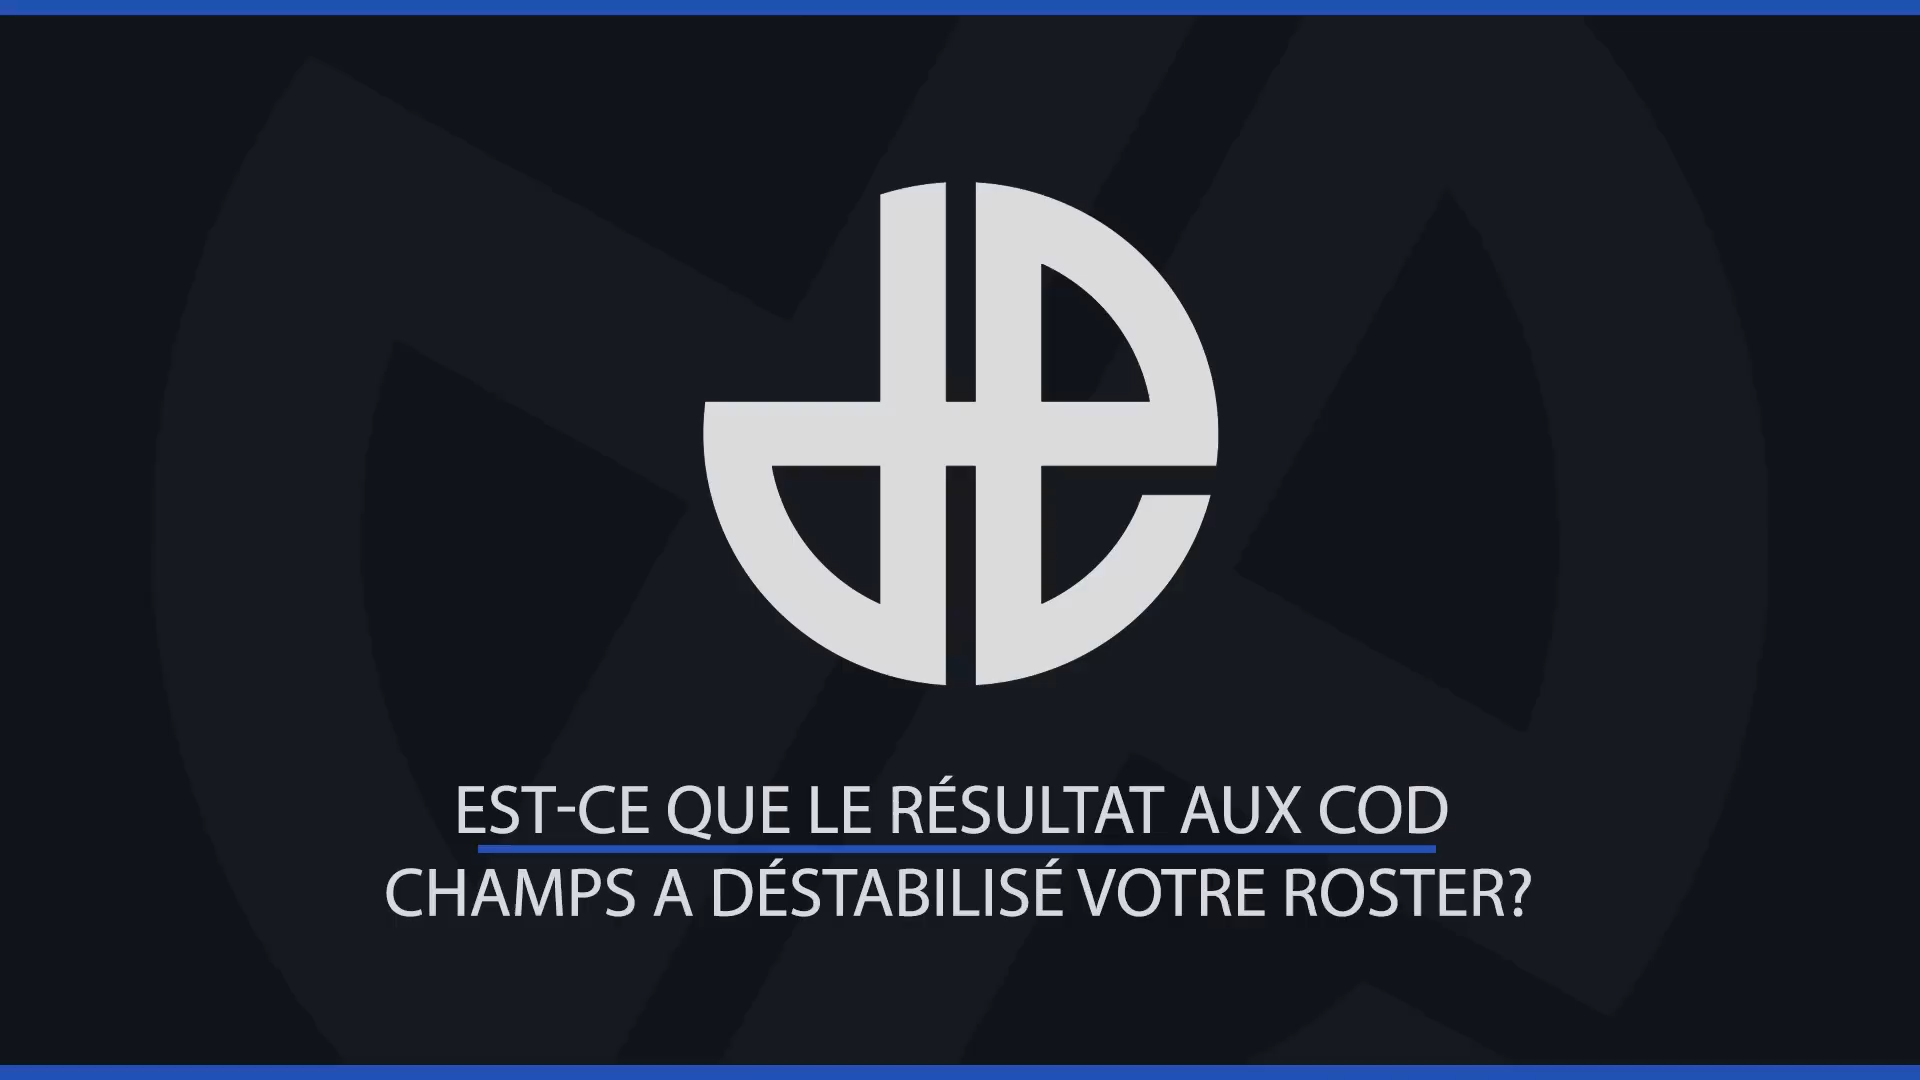 EST-CE QUE LE RÉSULTAT AUX COD
CHAMPS A DÉSTABILISÉ VOTRE ROSTER?